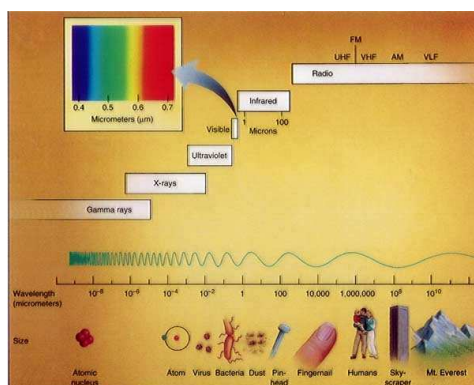 FM
UHF VHF AM VLF
Radio
Infrared
1 100
Microns
Visible
Ultraviolet
X-rays
Gamma rays
0.4 0.5 0.6 0.7
Micrometers (μm)
Wavelength
(micrometers)
10⁻⁸ 10⁻⁶ 10⁻⁴ 10⁻² 1 100 10,000 1,000,000 10⁸ 10¹⁰
Size
Atomic
nucleus
Atom
Virus
Bacteria
Dust
Pin-
head
Fingernail
Humans
Sky-
scraper
Mt. Everest